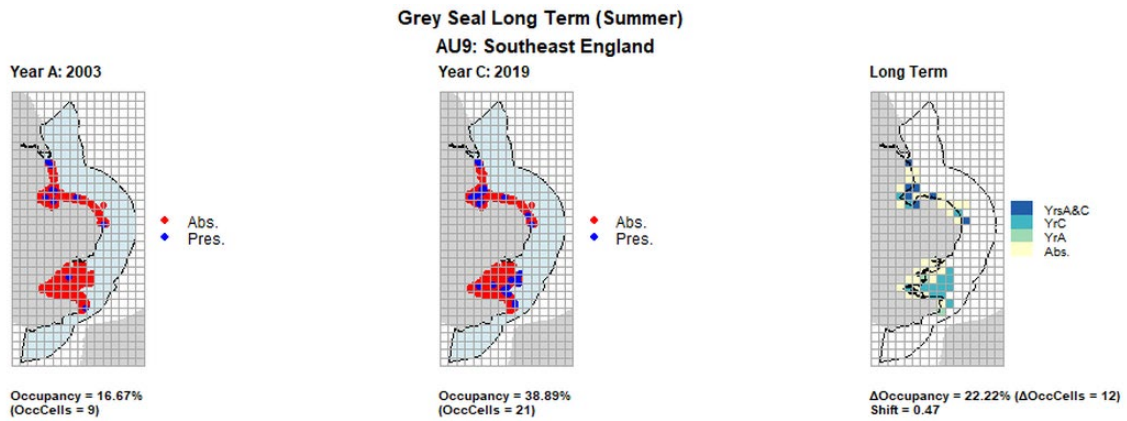 Grey Seal Long Term (Summer)
AU9: Southeast England
Year A: 2003
Abs.
Pres.
Occupancy = 16.67%
(OccCells = 9)
Year C: 2019
Abs.
Pres.
Occupancy = 38.89%
(OccCells = 21)
Long Term
YrsA&C
YrC
YrA
Abs.
ΔOccupancy = 22.22% (ΔOccCells = 12)
Shift = 0.47